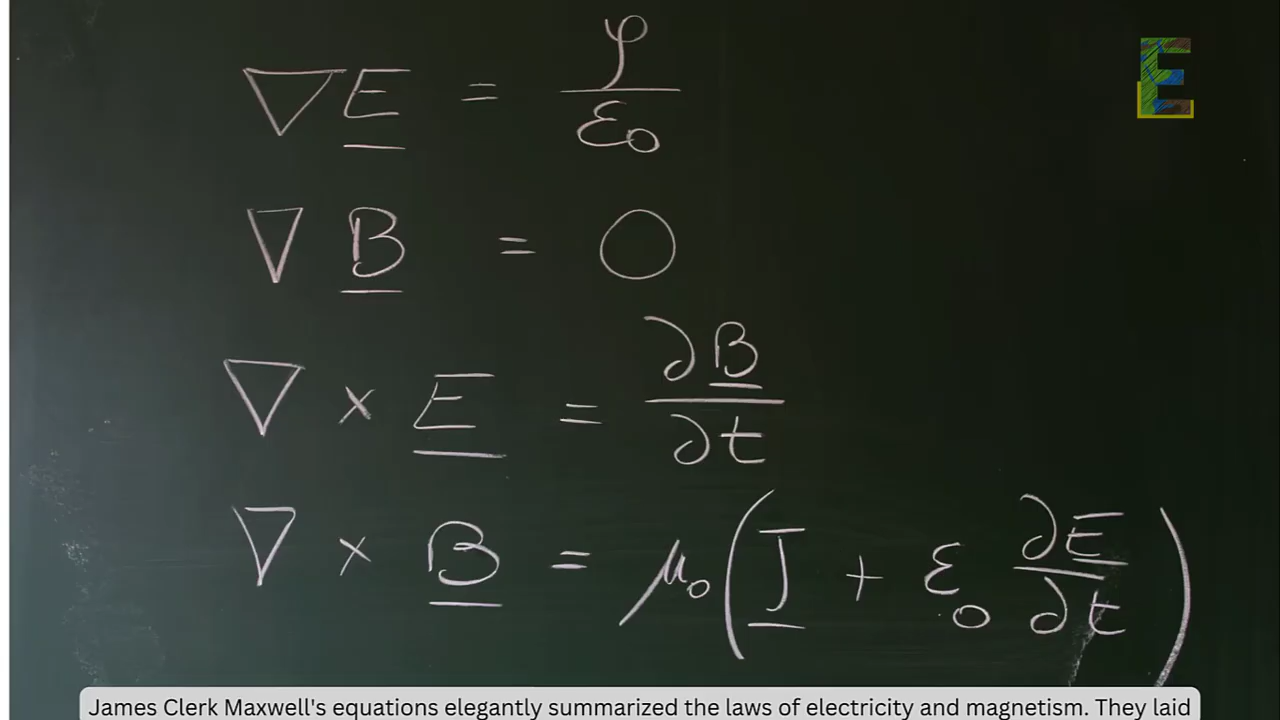 E
∇E = φ/ε₀
∇ B = 0
∇ × E = ∂B/∂t
∇ × B = μ₀(J + ε₀ ∂E/∂t)
James Clerk Maxwell's equations elegantly summarized the laws of electricity and magnetism. They laid